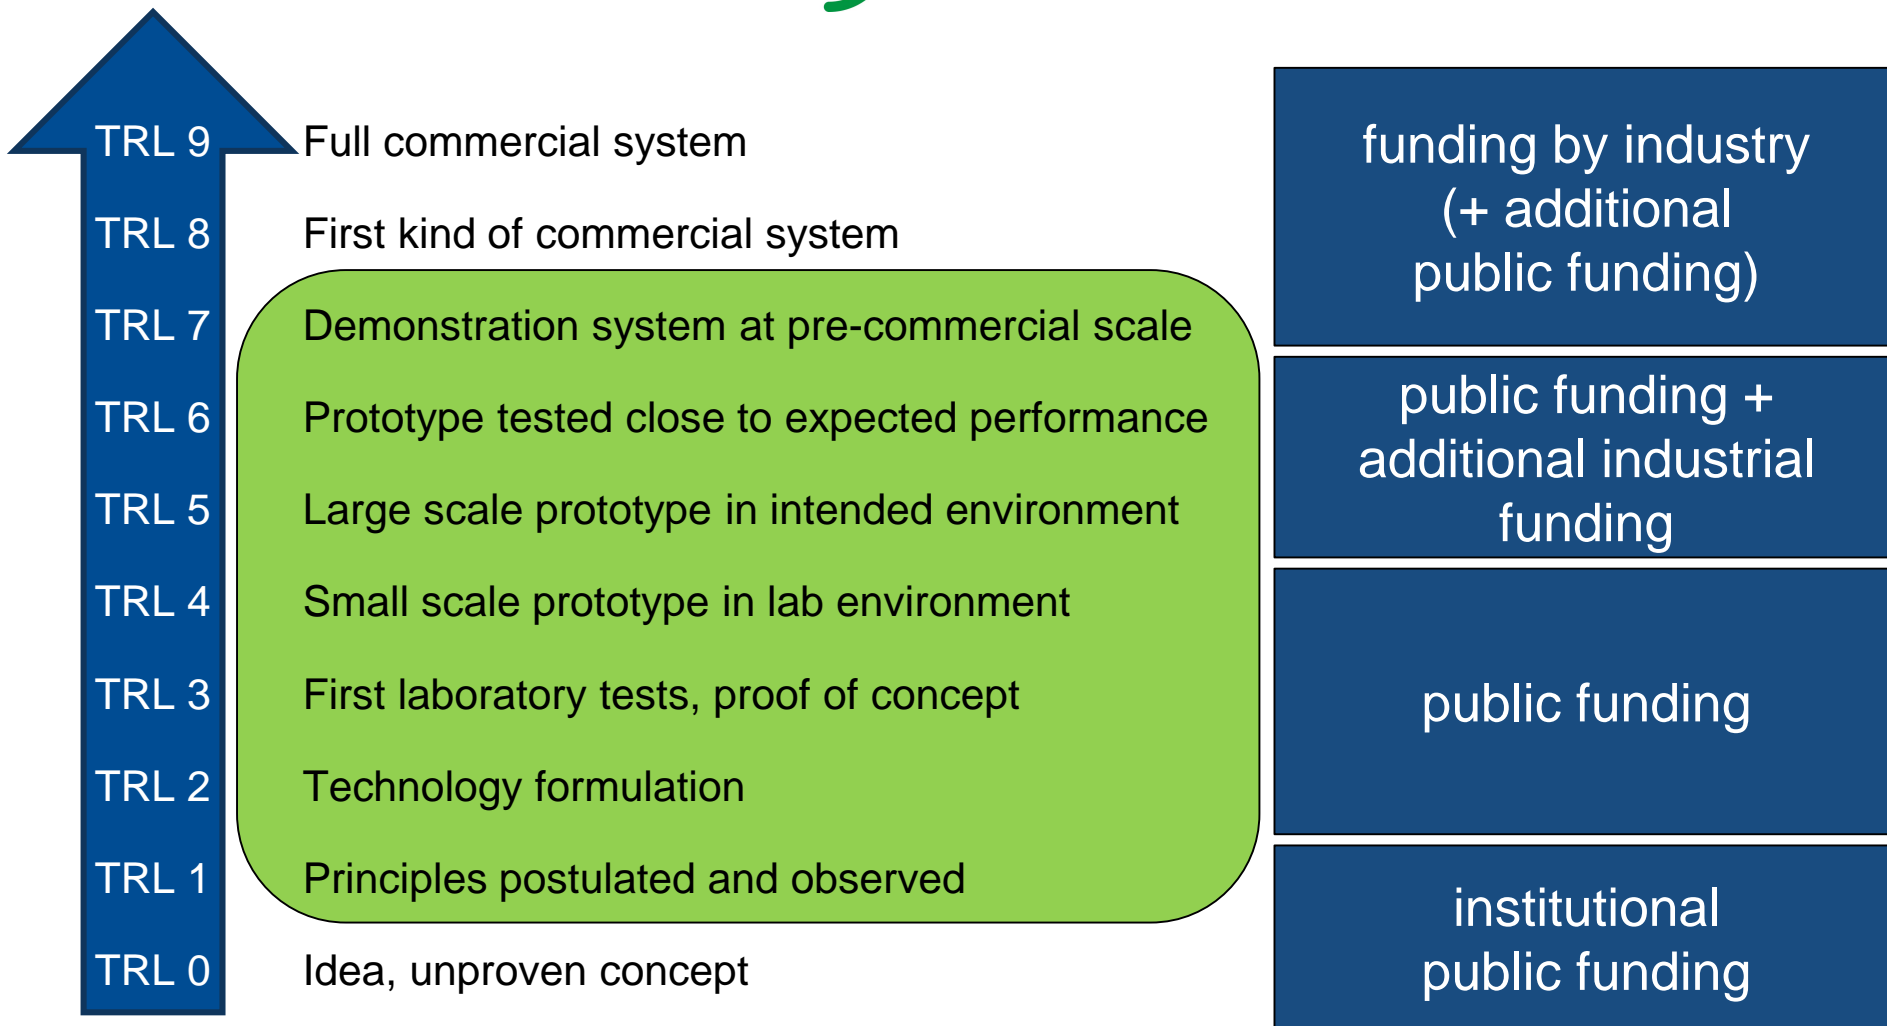 TRL 9 Full commercial system
TRL 8 First kind of commercial system
TRL 7 Demonstration system at pre-commercial scale
TRL 6 Prototype tested close to expected performance
TRL 5 Large scale prototype in intended environment
TRL 4 Small scale prototype in lab environment
TRL 3 First laboratory tests, proof of concept
TRL 2 Technology formulation
TRL 1 Principles postulated and observed
TRL 0 Idea, unproven concept
funding by industry
(+ additional
public funding)
public funding +
additional industrial
funding
public funding
institutional
public funding